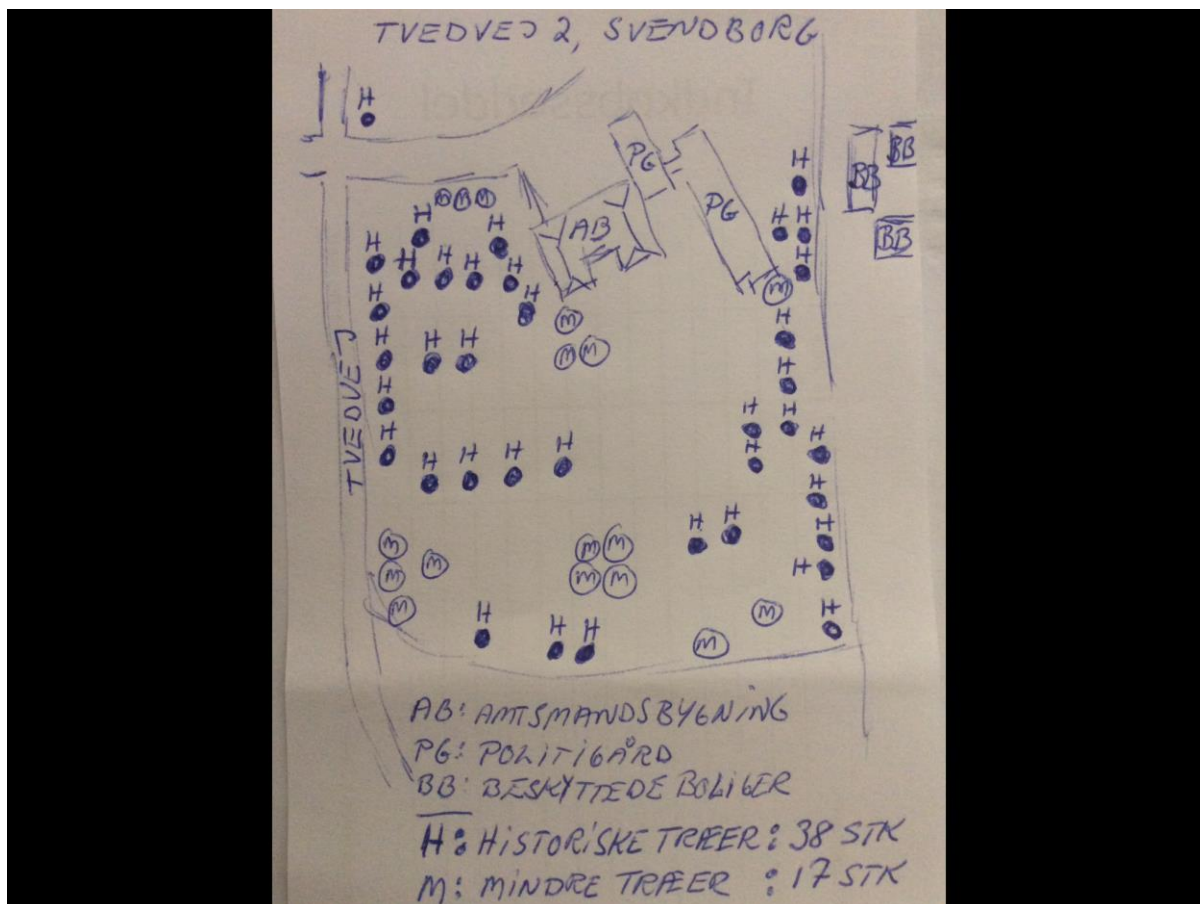 TVEDVEJ 2, SVENDBORG
H
PG
BB
BB
H
M M M
PG
H H
AB
H H
BB
H H H H H
H
M
H H
M
H
H H H
M M
H
TVEDVEJ
H
H H
H H
H H
H H H
H
H H
H
M
M M
M M
M M
H
M
H
M
H
H H
M
AB: AMTSMANDSBYGNING
PG: POLITIGÅRD
BB: BESKYTTEDE BOLIGER
H: HISTORISKE TRÆER: 38 STK
M: MINDRE TRÆER : 17 STK